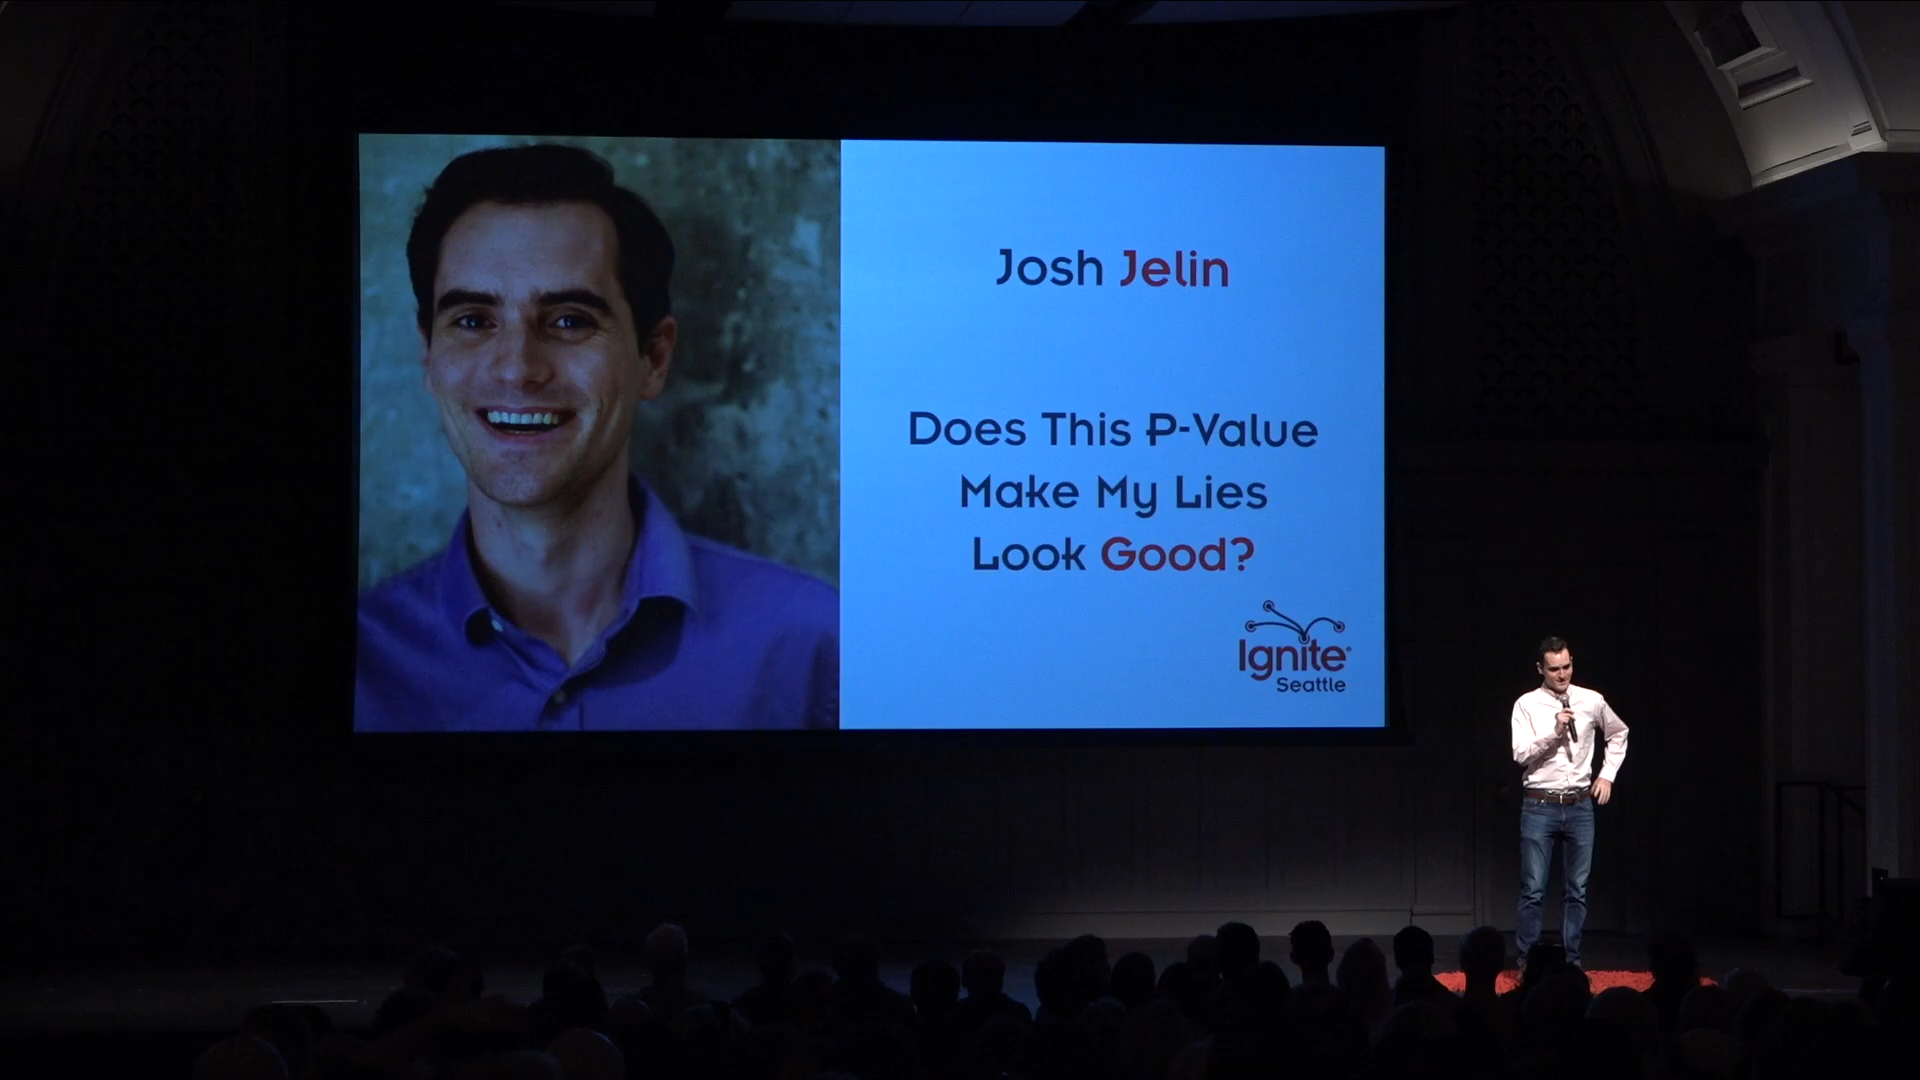 Josh Jelin
Does This P-Value
Make My Lies
Look Good?
Ignite®
Seattle